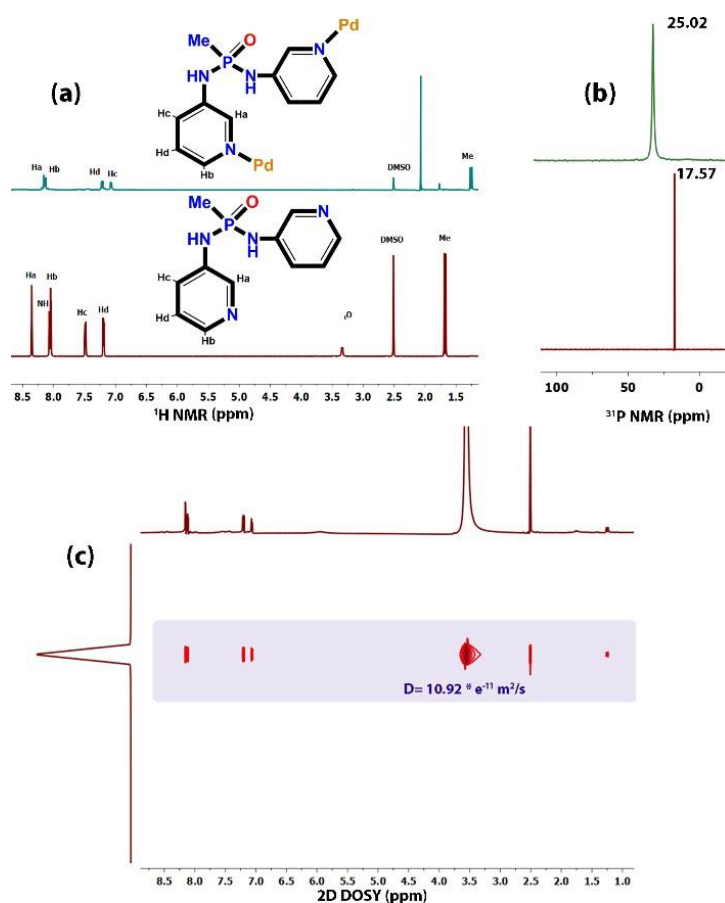 (a)
Me
O
P
HN
N
H
N
Pd
Hc
Ha
Hd
N
Hb
Pd
Ha
Hb
Hd
Hc
DMSO
Me
Me
O
P
HN
N
H
N
Hc
Ha
Hd
N
Hb
Ha
NH
Hb
Hc
Hd
₂O
DMSO
Me
8.5 8.0 7.5 7.0 6.5 6.0 5.5 5.0 4.5 4.0 3.5 3.0 2.5 2.0 1.5
¹H NMR (ppm)
(b)
25.02
17.57
100 50 0
³¹P NMR (ppm)
(c)
D= 10.92 * e⁻¹¹ m²/s
8.5 8.0 7.5 7.0 6.5 6.0 5.5 5.0 4.5 4.0 3.5 3.0 2.5 2.0 1.5 1.0
2D DOSY (ppm)